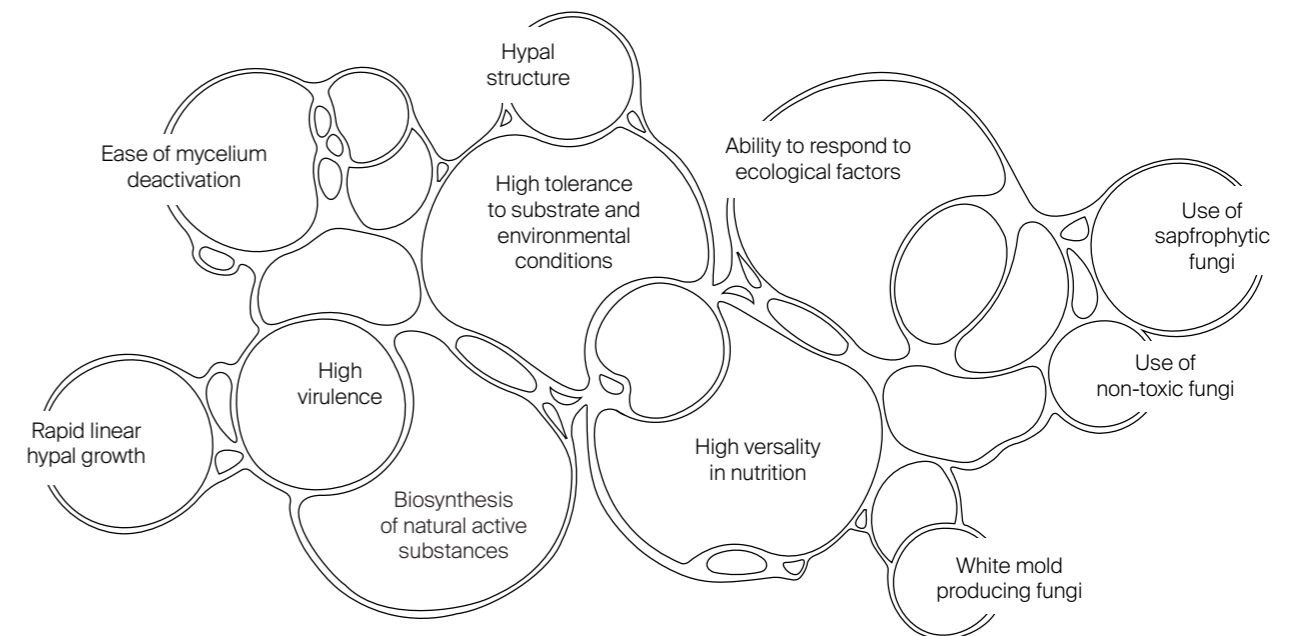 Hypal
structure
Ease of mycelium
deactivation
High tolerance
to substrate and
environmental
conditions
Ability to respond to
ecological factors
Use of
sapfrophytic
fungi
High
virulence
Use of
non-toxic fungi
Rapid linear
hypal growth
High versality
in nutrition
Biosynthesis
of natural active
substances
White mold
producing fungi